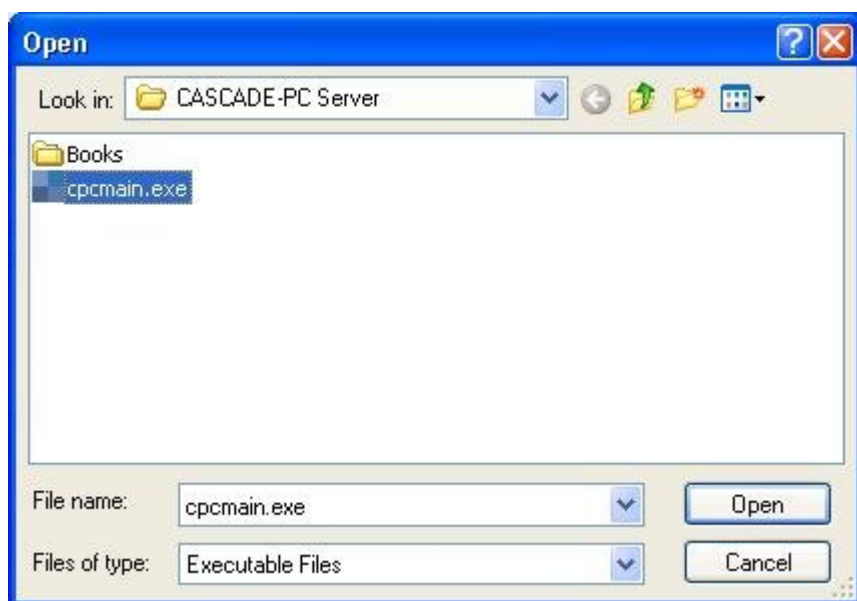 Open
Look in: CASCADE-PC Server
Books
cpcmain.exe
File name: cpcmain.exe Open
Files of type: Executable Files Cancel